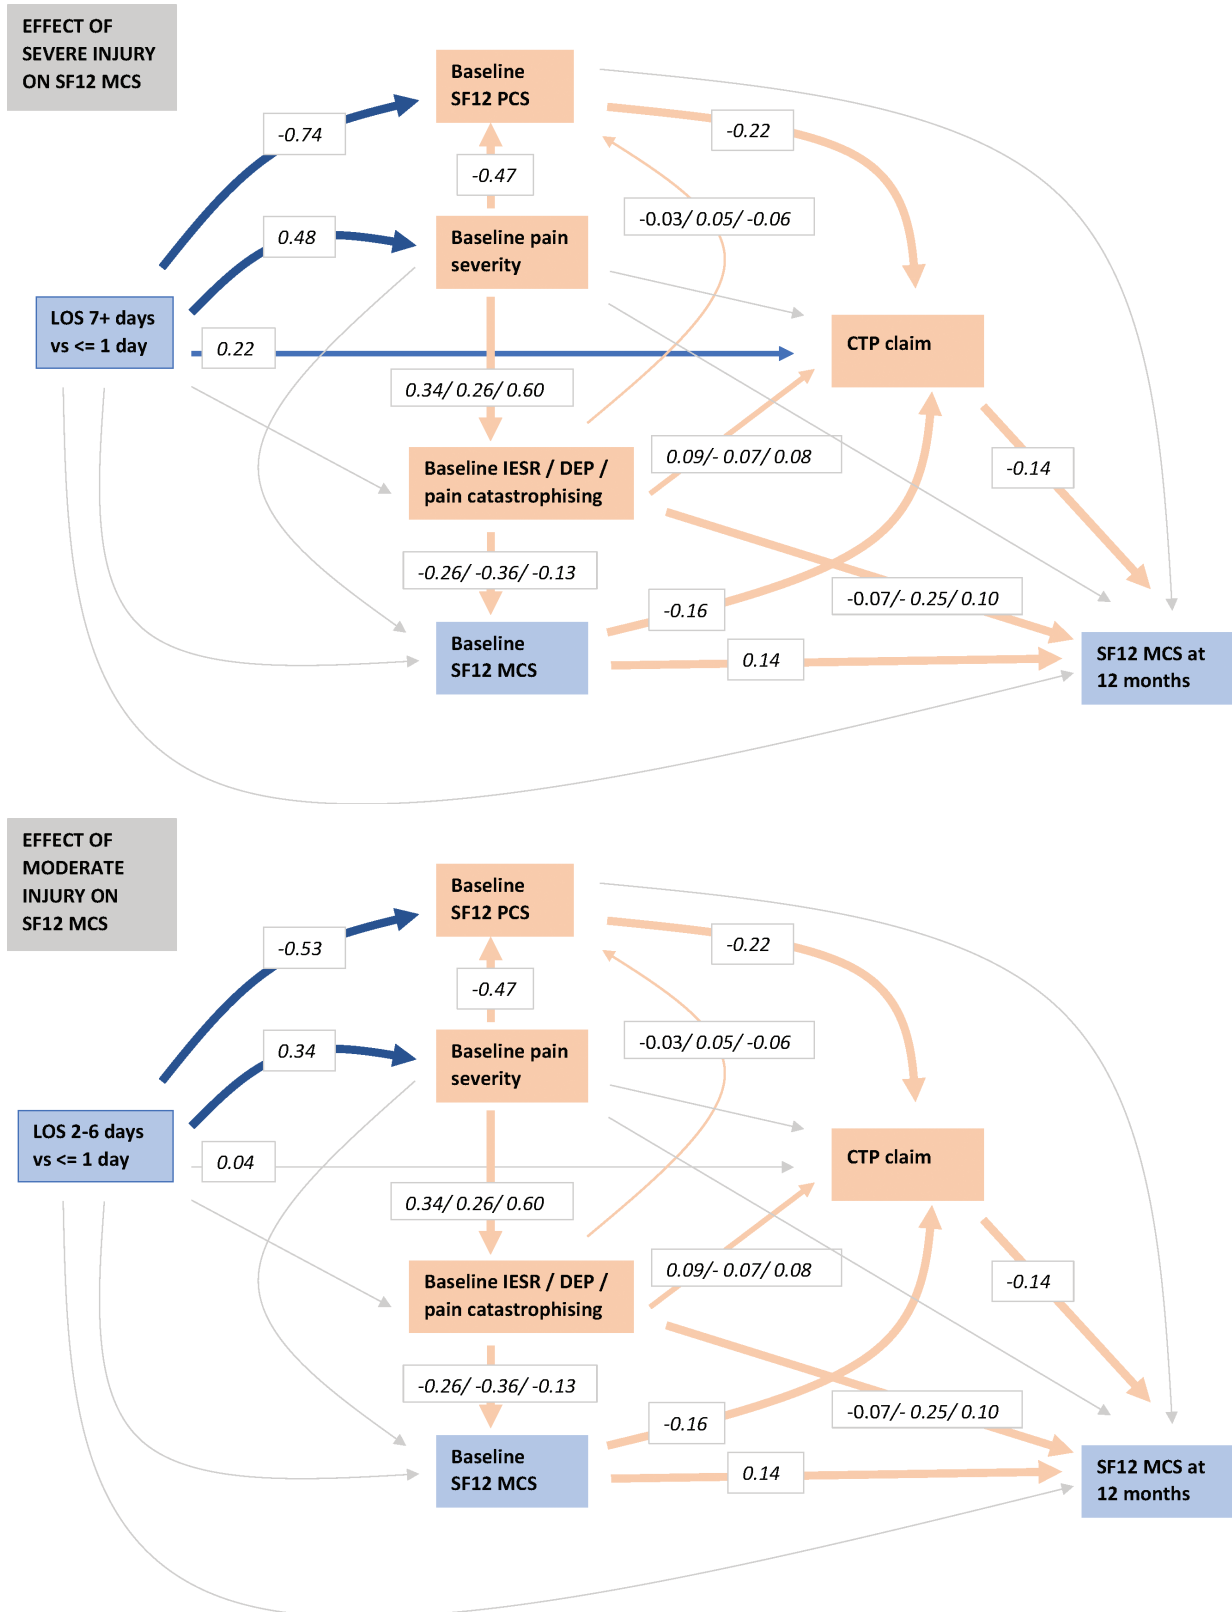 EFFECT OF
SEVERE INJURY
ON SF12 MCS
Baseline
SF12 PCS
-0.74
-0.22
-0.47
-0.03/ 0.05/ -0.06
0.48
Baseline pain
severity
LOS 7+ days
vs <= 1 day
0.22
CTP claim
0.34/ 0.26/ 0.60
0.09/- 0.07/ 0.08
Baseline IESR / DEP /
pain catastrophising
-0.14
-0.26/ -0.36/ -0.13
-0.07/- 0.25/ 0.10
-0.16
Baseline
SF12 MCS
0.14
SF12 MCS at
12 months
EFFECT OF
MODERATE
INJURY ON
SF12 MCS
Baseline
SF12 PCS
-0.53
-0.22
-0.47
-0.03/ 0.05/ -0.06
0.34
Baseline pain
severity
LOS 2-6 days
vs <= 1 day
0.04
CTP claim
0.34/ 0.26/ 0.60
0.09/- 0.07/ 0.08
Baseline IESR / DEP /
pain catastrophising
-0.14
-0.26/ -0.36/ -0.13
-0.07/- 0.25/ 0.10
-0.16
Baseline
SF12 MCS
0.14
SF12 MCS at
12 months